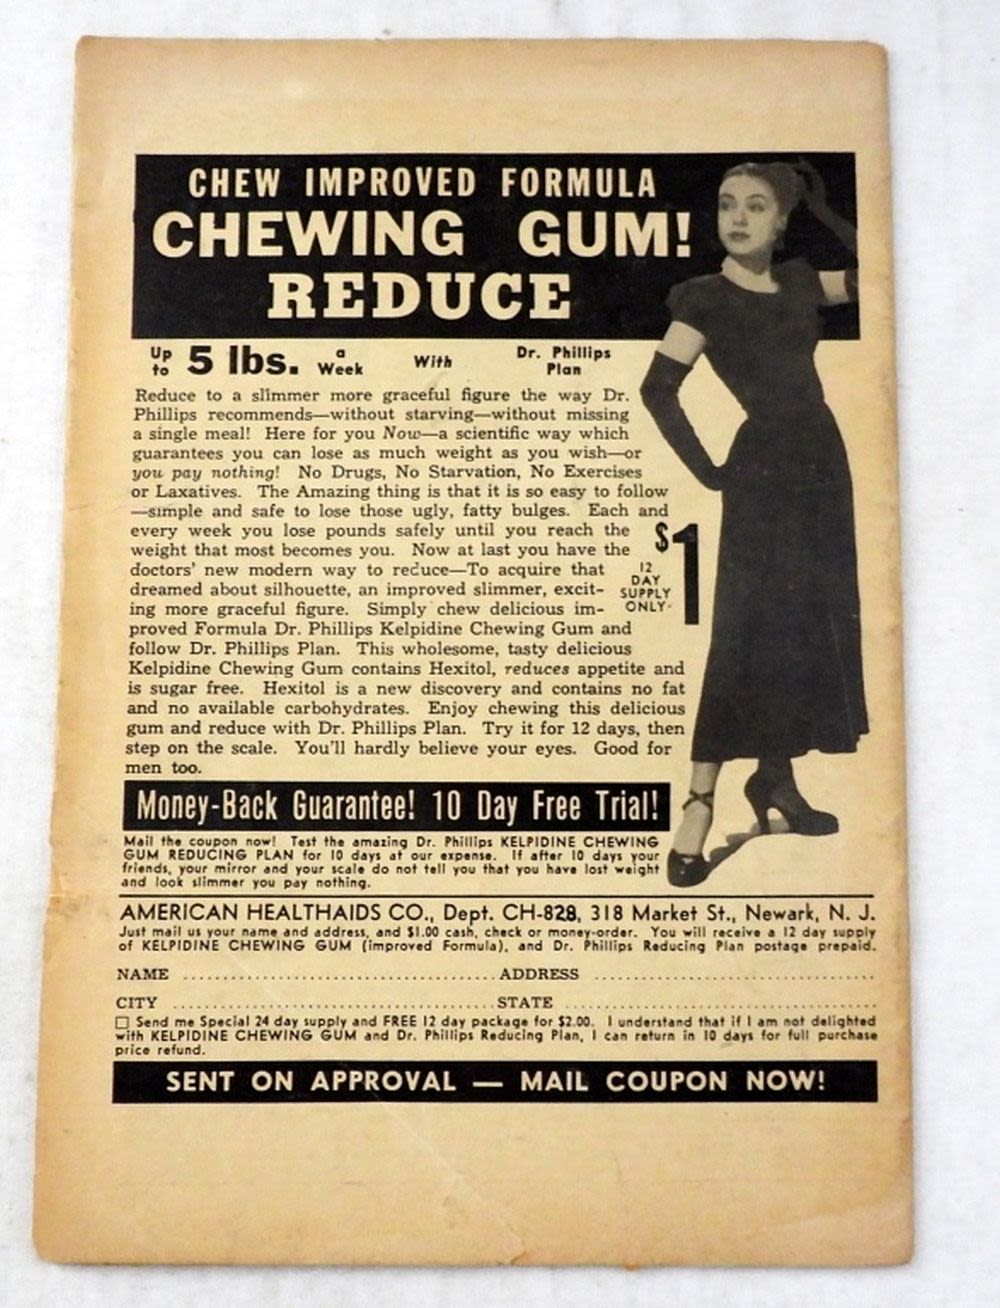 CHEW IMPROVED FORMULA
CHEWING GUM!
REDUCE
Up to 5 lbs. a Week With Dr. Phillips Plan
Reduce to a slimmer more graceful figure the way Dr.
Phillips recommends—without starving—without missing
a single meal! Here for you Now—a scientific way which
guarantees you can lose as much weight as you wish—or
you pay nothing! No Drugs, No Starvation, No Exercises
or Laxatives. The Amazing thing is that it is so easy to follow
—simple and safe to lose those ugly, fatty bulges. Each and
every week you lose pounds safely until you reach the
weight that most becomes you. Now at last you have the
doctors' new modern way to reduce—To acquire that
dreamed about silhouette, an improved slimmer, excit-
ing more graceful figure. Simply chew delicious im-
proved Formula Dr. Phillips Kelpidine Chewing Gum and
follow Dr. Phillips Plan. This wholesome, tasty delicious
Kelpidine Chewing Gum contains Hexitol, reduces appetite and
is sugar free. Hexitol is a new discovery and contains no fat
and no available carbohydrates. Enjoy chewing this delicious
gum and reduce with Dr. Phillips Plan. Try it for 12 days, then
step on the scale. You'll hardly believe your eyes. Good for
men too.
$1
12
DAY
SUPPLY
ONLY
Money-Back Guarantee! 10 Day Free Trial!
Mail the coupon now! Test the amazing Dr. Phillips KELPIDINE CHEWING
GUM REDUCING PLAN for 10 days at our expense. If after 10 days your
friends, your mirror and your scale do not tell you that you have lost weight
and look slimmer you pay nothing.
AMERICAN HEALTHAIDS CO., Dept. CH-828, 318 Market St., Newark, N. J.
Just mail us your name and address, and $1.00 cash, check or money-order. You will receive a 12 day supply
of KELPIDINE CHEWING GUM (improved Formula), and Dr. Phillips Reducing Plan postage prepaid.
NAME ........................................ ADDRESS ........................................
CITY ........................................ STATE ........................................
☐ Send me Special 24 day supply and FREE 12 day package for $2.00. I understand that if I am not delighted
with KELPIDINE CHEWING GUM and Dr. Phillips Reducing Plan, I can return in 10 days for full purchase
price refund.
SENT ON APPROVAL — MAIL COUPON NOW!